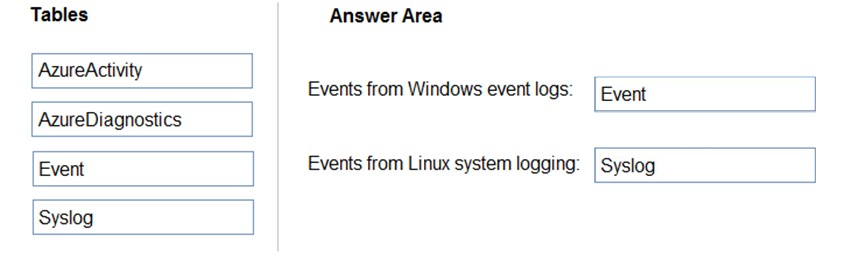 Tables
AzureActivity
AzureDiagnostics
Event
Syslog
Answer Area
Events from Windows event logs: Event
Events from Linux system logging: Syslog